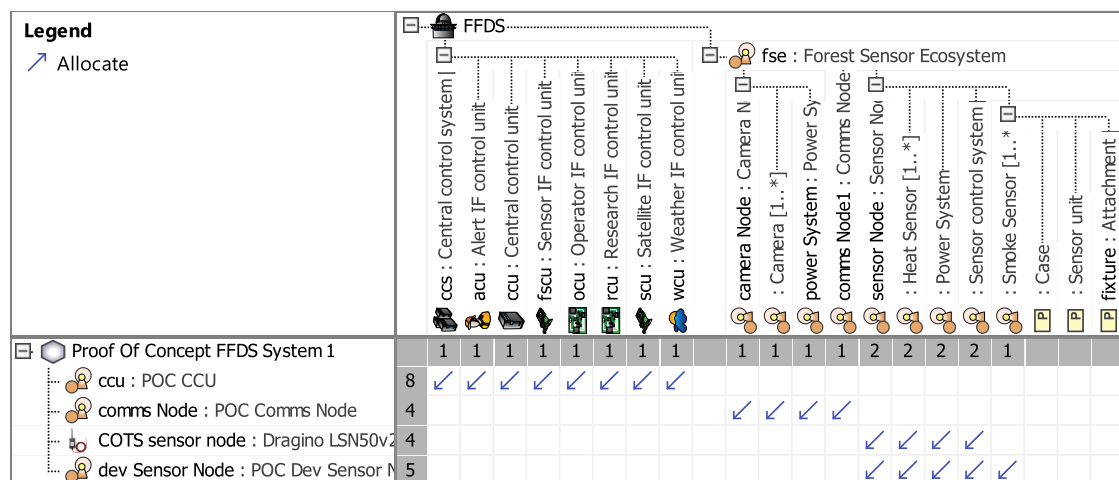 Legend
Allocate
FFDS
fse : Forest Sensor Ecosystem
ccs : Central control system
acu : Alert IF control unit
ccu : Central control unit
fscu : Sensor IF control unit
ocu : Operator IF control uni
rcu : Research IF control unit
scu : Satellite IF control unit
wcu : Weather IF control uni
camera Node : Camera N
: Camera [1..*]
power System : Power Sy
comms Node1 : Comms Node
sensor Node : Sensor No
: Heat Sensor [1..*]
: Power System
: Sensor control system
: Smoke Sensor [1..*
: Case
: Sensor unit
fixture : Attachment
P P P
Proof Of Concept FFDS System 1 1 1 1 1 1 1 1 1 1 1 1 1 2 2 2 2 1
ccu : POC CCU 8
comms Node : POC Comms Node 4
COTS sensor node : Dragino LSN50v2 4
dev Sensor Node : POC Dev Sensor N 5